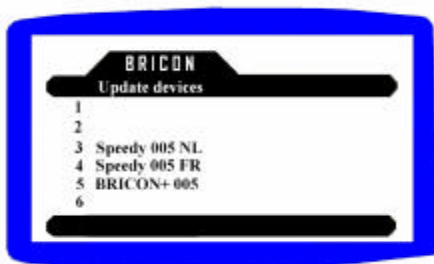 BRICON
Update devices
1
2
3 Speedy 005 NL
4 Speedy 005 FR
5 BRICON+ 005
6